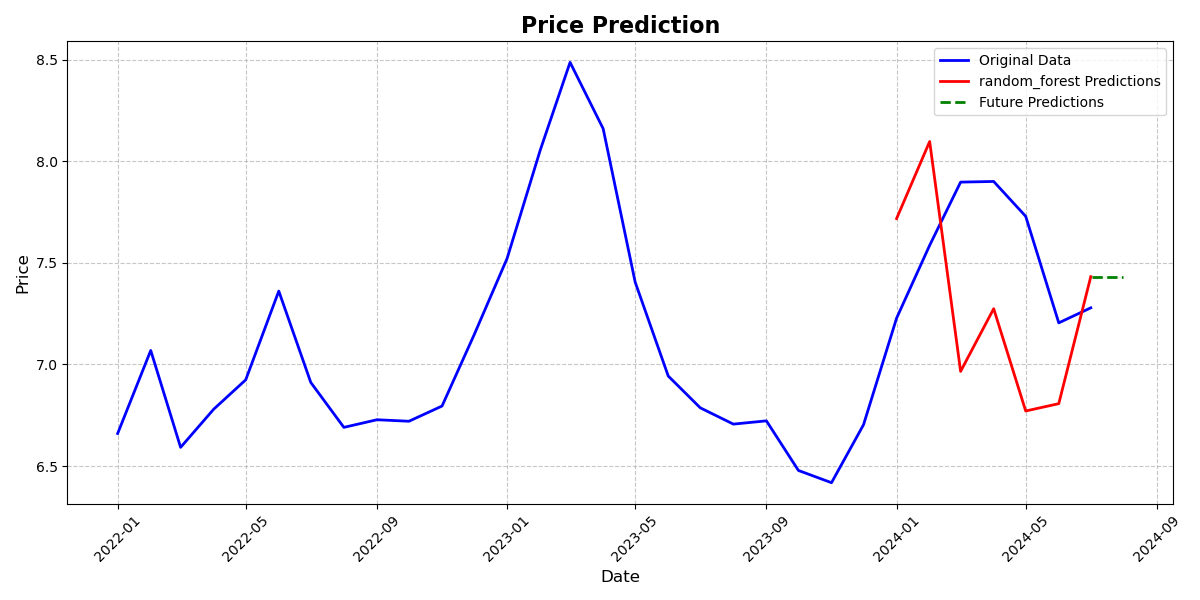 Price Prediction
Original Data
random_forest Predictions
Future Predictions
Price
8.5
8.0
7.5
7.0
6.5
2022-01
2022-05
2022-09
2023-01
2023-05
2023-09
2024-01
2024-05
2024-09
Date